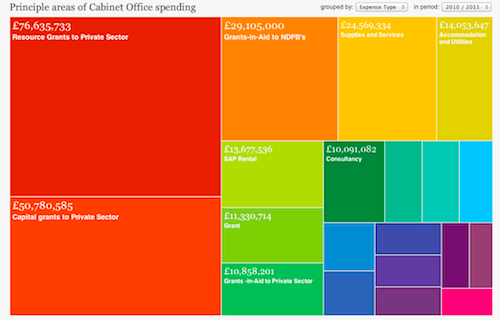 Principle areas of Cabinet Office spending
grouped by: Expense Type in period: 2010 / 2011
£76,635,733
Resource Grants to Private Sector
£29,105,000
Grants-in-Aid to NDPB's
£24,569,334
Supplies and Services
£14,053,647
Accommodation
and Utilities
£50,780,585
Capital grants to Private Sector
£13,677,536
SAP Rental
£10,091,082
Consultancy
£11,330,714
Grant
£10,858,201
Grants -in-Aid to Private Sector